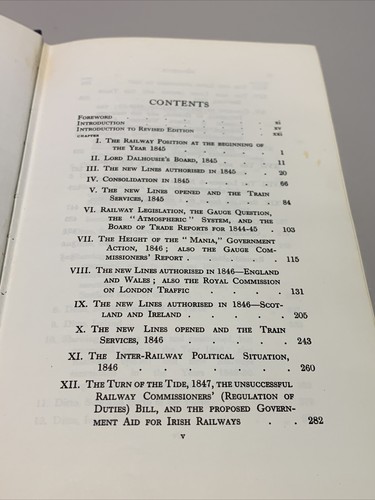 CONTENTS
Foreword . . . . . . xi
Introduction . . . . . . xv
Introduction to Revised Edition . . . . xxi
CHAPTER
I. The Railway Position at the beginning of
the Year 1845 . . . . . 1
II. Lord Dalhousie's Board, 1845 . . . . 11
III. The new Lines authorised in 1845 . . 20
IV. Consolidation in 1845 . . . . . 66
V. The new Lines opened and the Train
Services, 1845 . . . . . 84
VI. Railway Legislation, the Gauge Question,
the "Atmospheric" System, and the
Board of Trade Reports for 1844-45 . 103
VII. The Height of the "Mania," Government
Action, 1846; also the Gauge Com-
missioners' Report . . . . . 115
VIII. The new Lines authorised in 1846—England
and Wales; also the Royal Commission
on London Traffic . . . . 131
IX. The new Lines authorised in 1846—Scot-
land and Ireland . . . . . 205
X. The new Lines opened and the Train
Services, 1846 . . . . . 243
XI. The Inter-Railway Political Situation,
1846 . . . . . . . 260
XII. The Turn of the Tide, 1847, the unsuccessful
Railway Commissioners' (Regulation of
Duties) Bill, and the proposed Govern-
ment Aid for Irish Railways . . 282
v